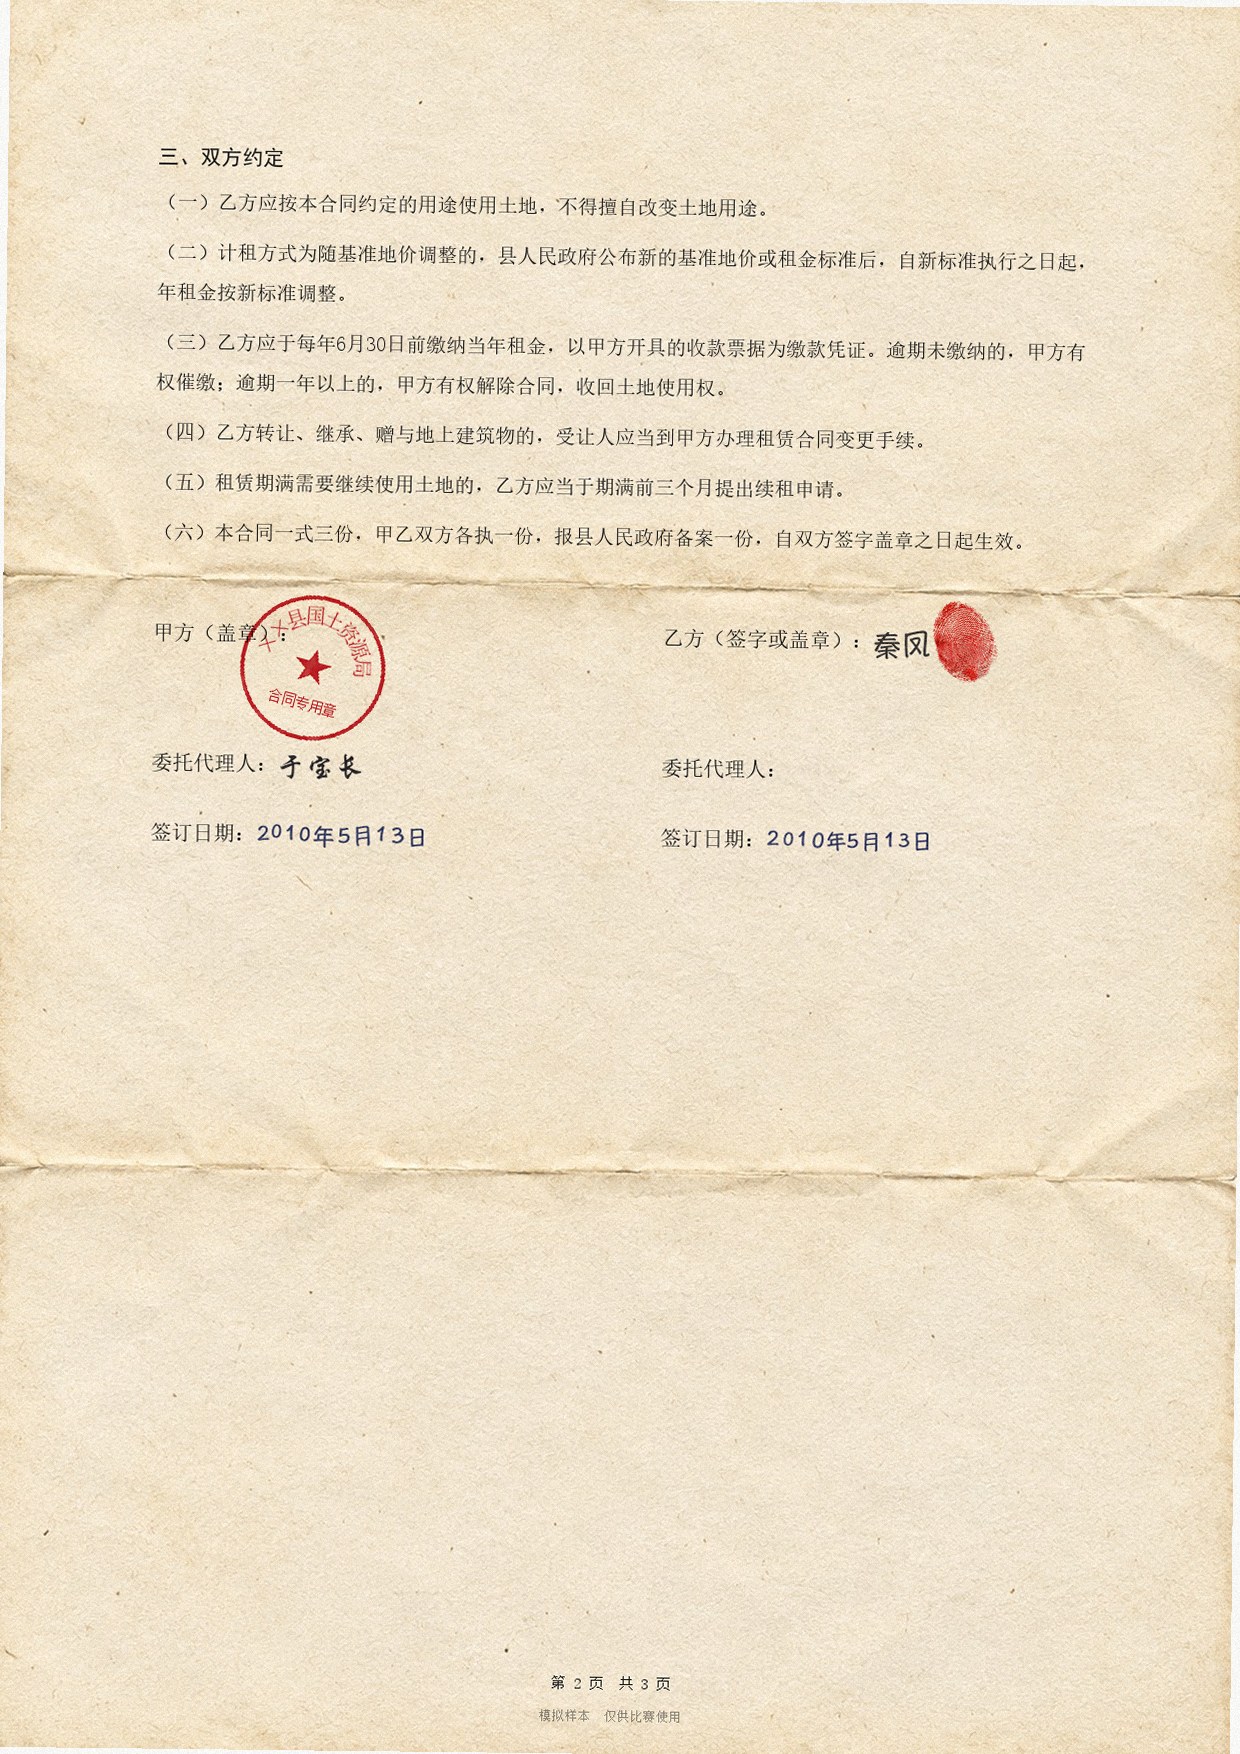 三、双方约定
（一）乙方应按本合同约定的用途使用土地，不得擅自改变土地用途。
（二）计租方式为随基准地价调整的，县人民政府公布新的基准地价或租金标准后，自新标准执行之日起，
年租金按新标准调整。
（三）乙方应于每年6月30日前缴纳当年租金，以甲方开具的收款票据为缴款凭证。逾期未缴纳的，甲方有
权催缴；逾期一年以上的，甲方有权解除合同，收回土地使用权。
（四）乙方转让、继承、赠与地上建筑物的，受让人应当到甲方办理租赁合同变更手续。
（五）租赁期满需要继续使用土地的，乙方应当于期满前三个月提出续租申请。
（六）本合同一式三份，甲乙双方各执一份，报县人民政府备案一份，自双方签字盖章之日起生效。
甲方（盖章）：
××县国土资源局
合同专用章
乙方（签字或盖章）：秦凤
委托代理人：于宝长
委托代理人：
签订日期：2010年5月13日
签订日期：2010年5月13日
第 2 页 共 3 页
模拟样本 仅供比赛使用